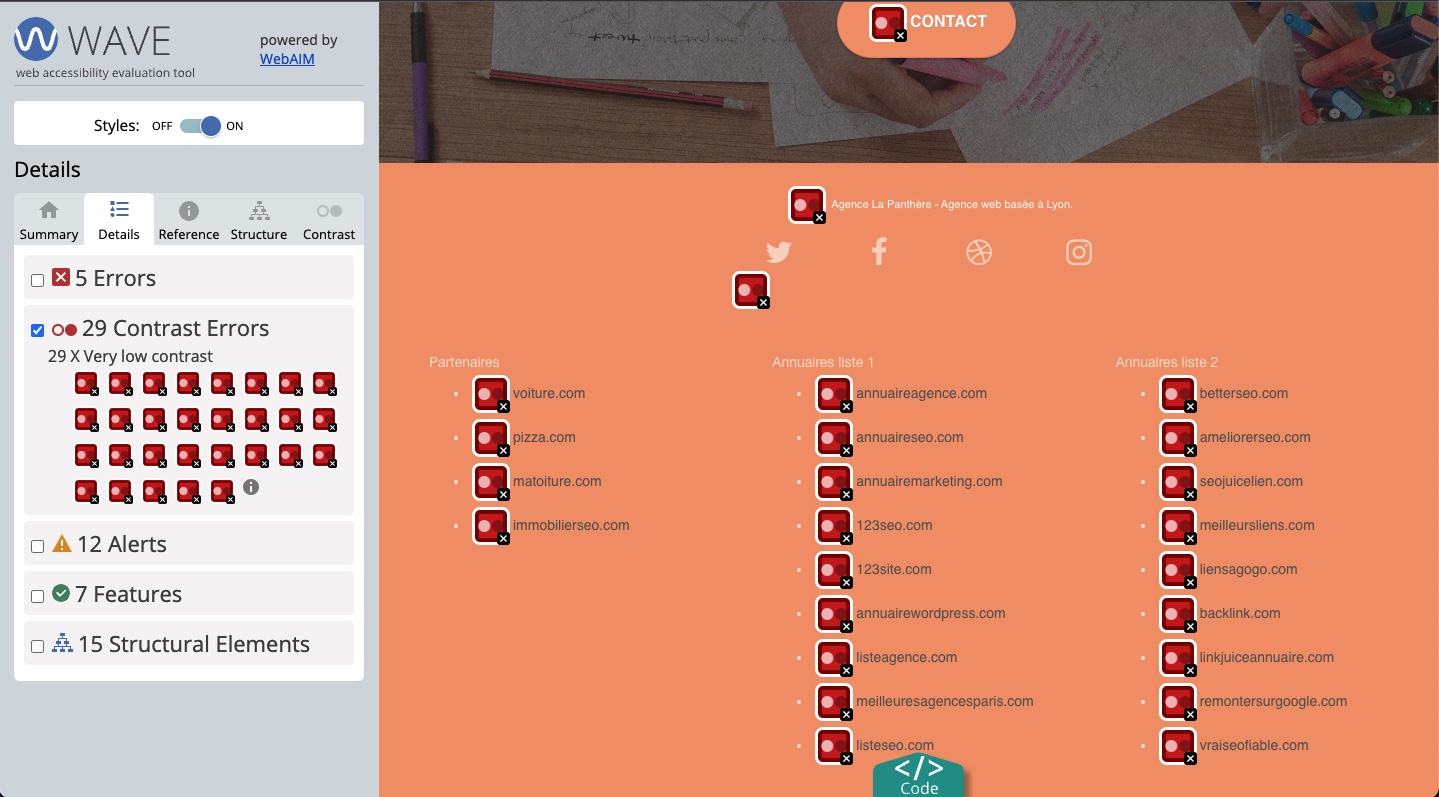 WAVE
powered by
WebAIM
web accessibility evaluation tool
Styles: OFF ON
Details
Summary Details Reference Structure Contrast
5 Errors
29 Contrast Errors
29 X Very low contrast
12 Alerts
7 Features
15 Structural Elements
CONTACT
Agence La Panthère - Agence web basée à Lyon.
Partenaires
voiture.com
pizza.com
matoiture.com
immobilierseo.com
Annuaires liste 1
annuaireagence.com
annuaireseo.com
annuairemarketing.com
123seo.com
123site.com
annuairewordpress.com
listeagence.com
meilleuresagencesparis.com
listeseo.com
Annuaires liste 2
betterseo.com
ameliorerseo.com
seojuicelien.com
meilleursliens.com
liensagogo.com
backlink.com
linkjuiceannuaire.com
remontersurgoogle.com
vraiseofiable.com
</>
Code